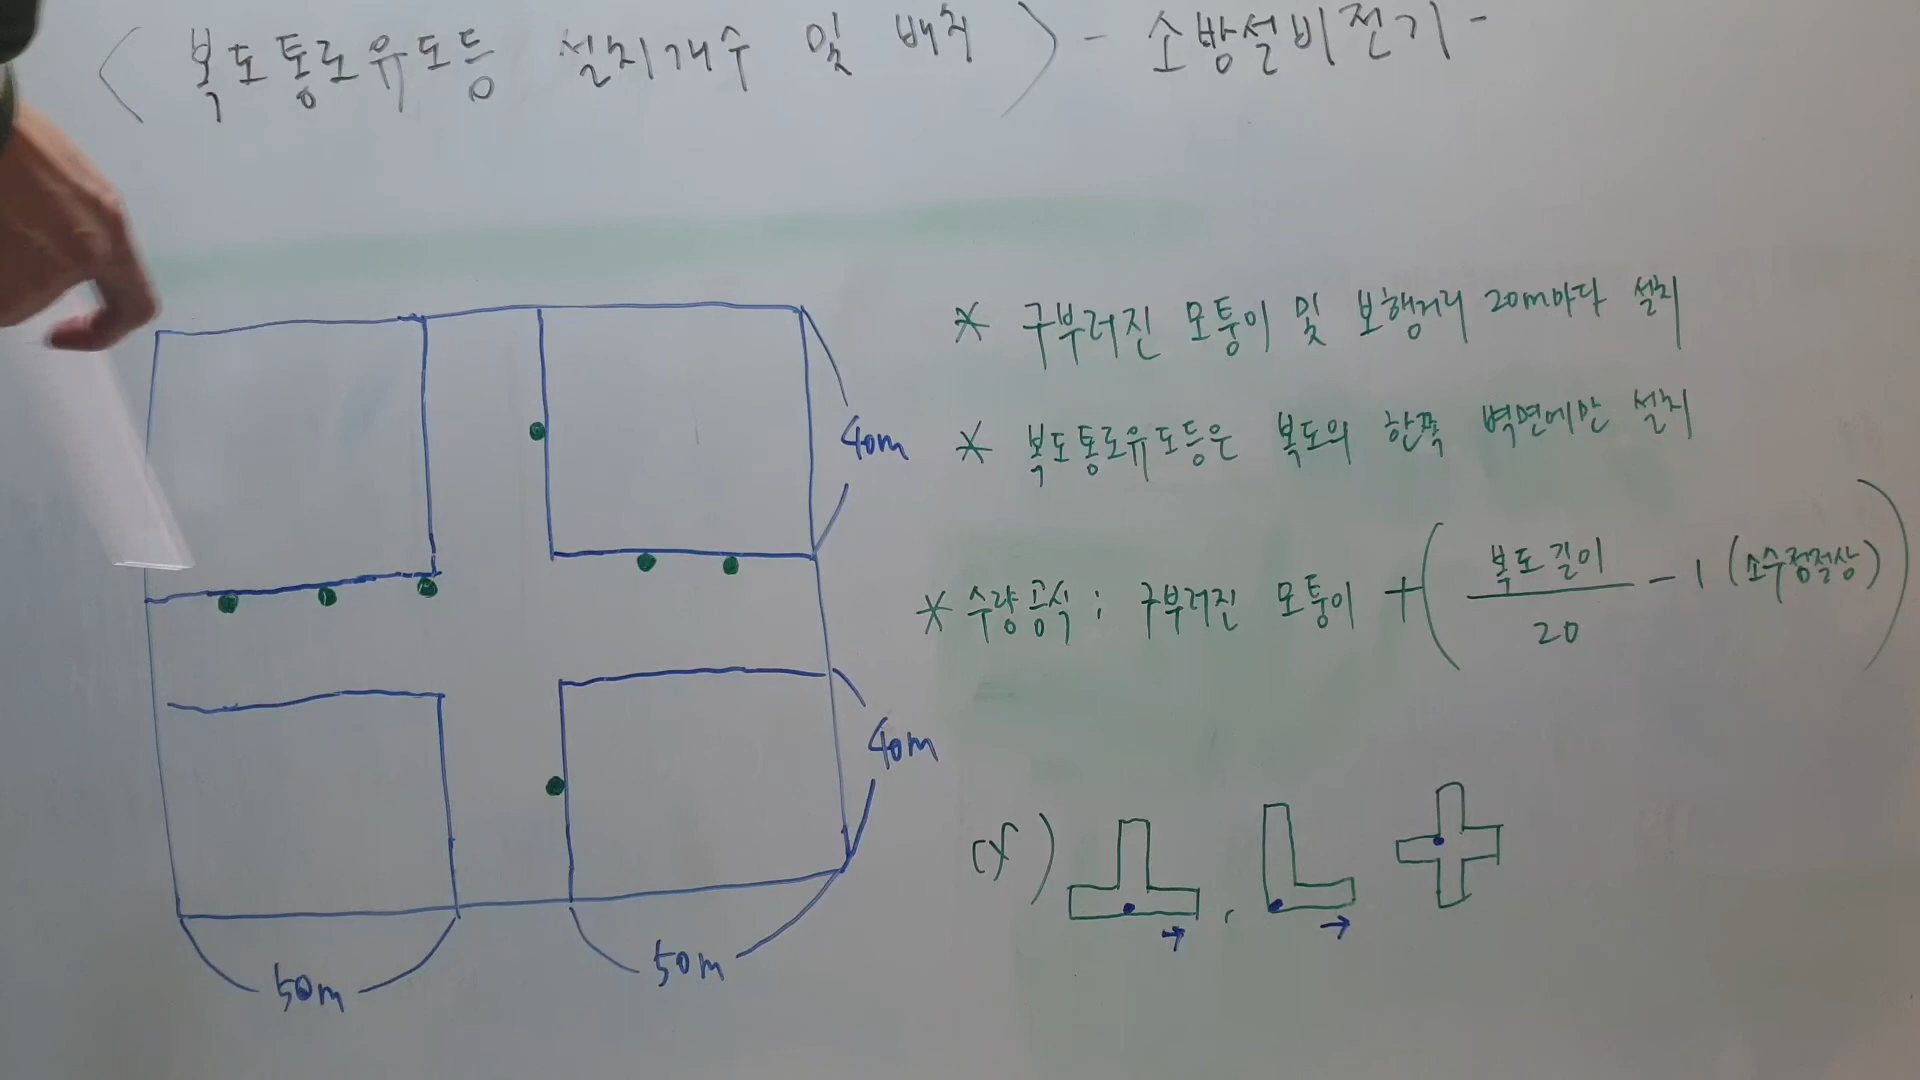 < 복도통로유도등 설치개수 및 배치 > - 소방설비전기 -
40m
* 구부러진 모퉁이 및 보행거리 20m마다 설치
* 복도통로유도등은 복도의 한쪽 벽면에만 설치
* 수량공식 : 구부러진 모퉁이 + ( 복도길이 / 20 - 1 (소수점절상) )
40m
50m
50m
cf )